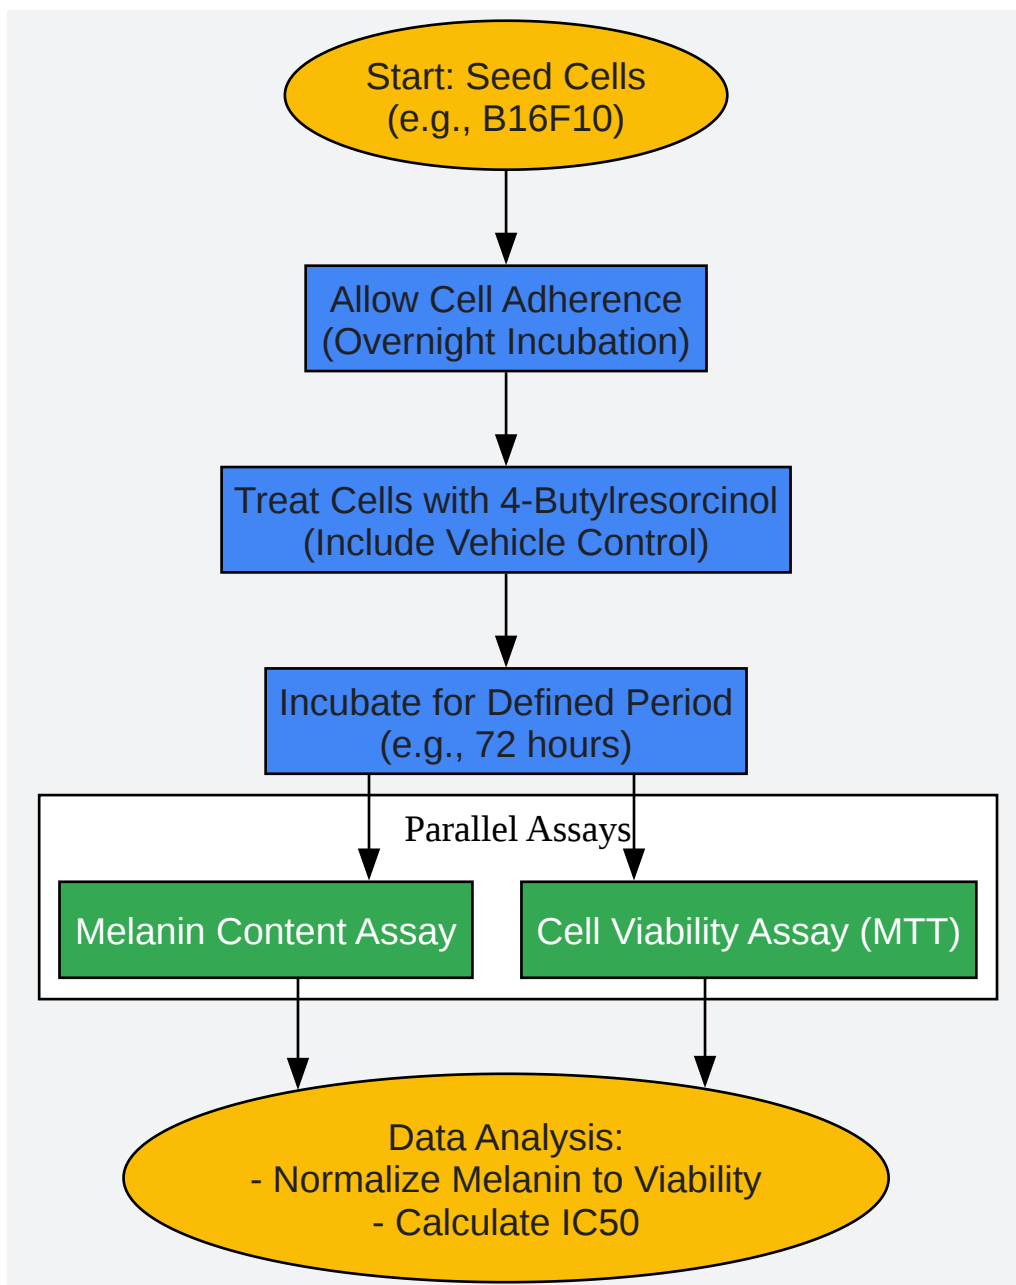 Start: Seed Cells
(e.g., B16F10)
Allow Cell Adherence
(Overnight Incubation)
Treat Cells with 4-Butylresorcinol
(Include Vehicle Control)
Incubate for Defined Period
(e.g., 72 hours)
Parallel Assays
Melanin Content Assay
Cell Viability Assay (MTT)
Data Analysis:
- Normalize Melanin to Viability
- Calculate IC50